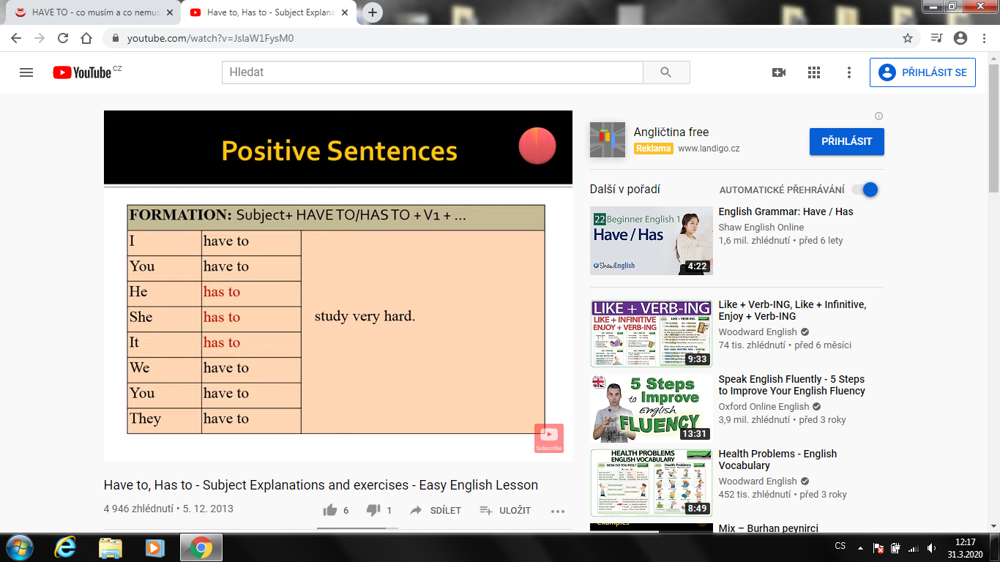 HAVE TO - co musím a co nemus
Have to, Has to - Subject Explana
youtube.com/watch?v=JslaW1FysM0
YouTube CZ
Hledat
PŘIHLÁSIT SE
Positive Sentences
FORMATION: Subject+ HAVE TO/HAS TO + V1 + ...
I have to
You have to
He has to
She has to
study very hard.
It has to
We have to
You have to
They have to
Subscribe
Have to, Has to - Subject Explanations and exercises - Easy English Lesson
4 946 zhlédnutí • 5. 12. 2013
6
1
SDÍLET
ULOŽIT
Angličtina free
Reklama www.landigo.cz
PŘIHLÁSIT
Další v pořadí
AUTOMATICKÉ PŘEHRÁVÁNÍ
22 Beginner English 1
Have / Has
ShawEnglish
4:22
English Grammar: Have / Has
Shaw English Online
1,6 mil. zhlédnutí • před 6 lety
LIKE + VERB-ING
LIKE + INFINITIVE
ENJOY + VERB-ING
9:33
Like + Verb-ING, Like + Infinitive,
Enjoy + Verb-ING
Woodward English
74 tis. zhlédnutí • před 6 měsíci
5 Steps
to Improve
english
FLUENCY
13:31
Speak English Fluently - 5 Steps
to Improve Your English Fluency
Oxford Online English
3,9 mil. zhlédnutí • před 3 roky
HEALTH PROBLEMS
ENGLISH VOCABULARY
HOW DO YOU FEEL?
Health Problems
8:49
Health Problems - English
Vocabulary
Woodward English
452 tis. zhlédnutí • před 3 roky
Examples
Mix – Burhan peynirci
CS
12:17
31.3.2020